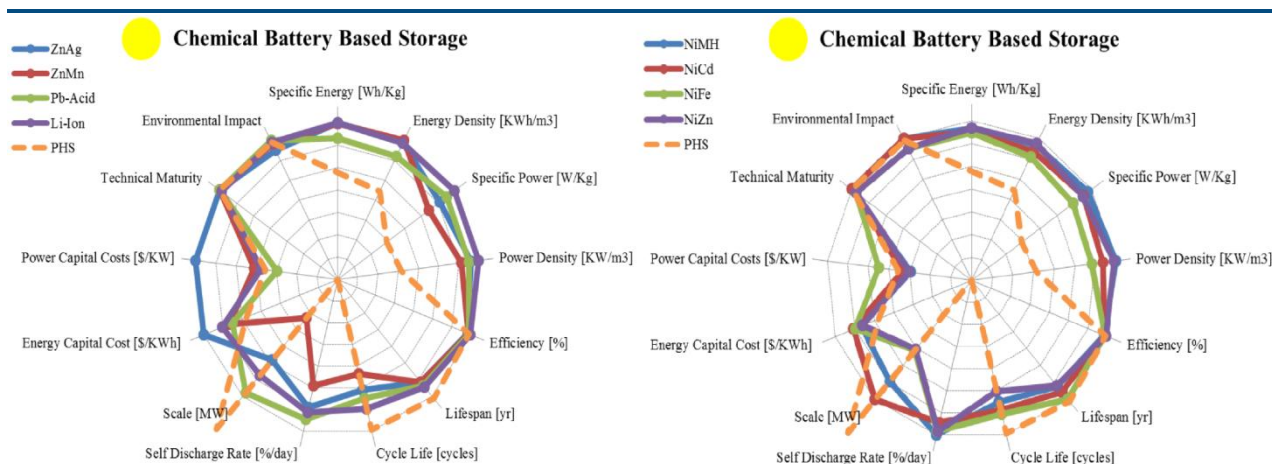 Chemical Battery Based Storage
ZnAg
ZnMn
Pb-Acid
Li-Ion
PHS
Specific Energy [Wh/Kg]
Energy Density [KWh/m3]
Specific Power [W/Kg]
Power Density [KW/m3]
Efficiency [%]
Lifespan [yr]
Cycle Life [cycles]
Self Discharge Rate [%/day]
Scale [MW]
Energy Capital Cost [$/KWh]
Power Capital Costs [$/KW]
Technical Maturity
Environmental Impact
Chemical Battery Based Storage
NiMH
NiCd
NiFe
NiZn
PHS
Specific Energy [Wh/Kg]
Energy Density [KWh/m3]
Specific Power [W/Kg]
Power Density [KW/m3]
Efficiency [%]
Lifespan [yr]
Cycle Life [cycles]
Self Discharge Rate [%/day]
Scale [MW]
Energy Capital Cost [$/KWh]
Power Capital Costs [$/KW]
Technical Maturity
Environmental Impact